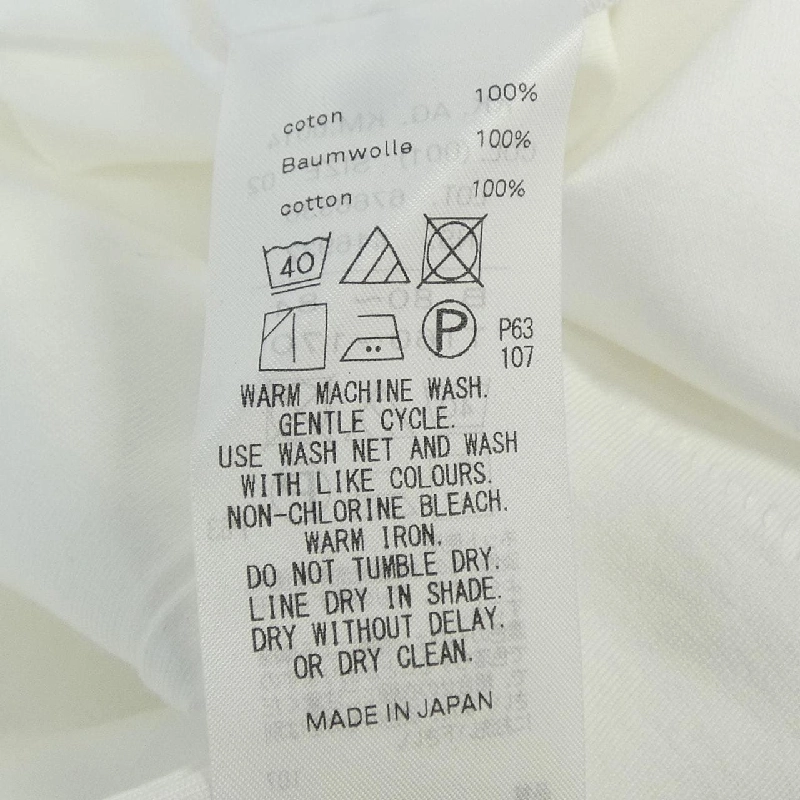 coton 100%
Baumwolle 100%
cotton 100%
40
P P63
107
WARM MACHINE WASH.
GENTLE CYCLE.
USE WASH NET AND WASH
WITH LIKE COLOURS.
NON-CHLORINE BLEACH.
WARM IRON.
DO NOT TUMBLE DRY.
LINE DRY IN SHADE.
DRY WITHOUT DELAY.
OR DRY CLEAN.
MADE IN JAPAN